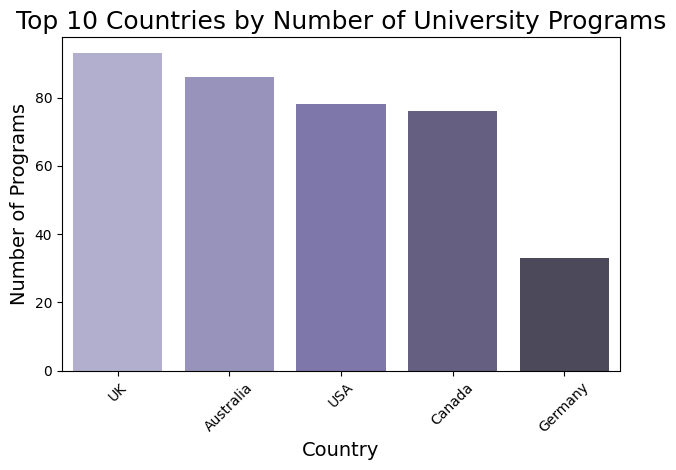 Top 10 Countries by Number of University Programs
Number of Programs
80
60
40
20
0
UK
Australia
USA
Canada
Germany
Country